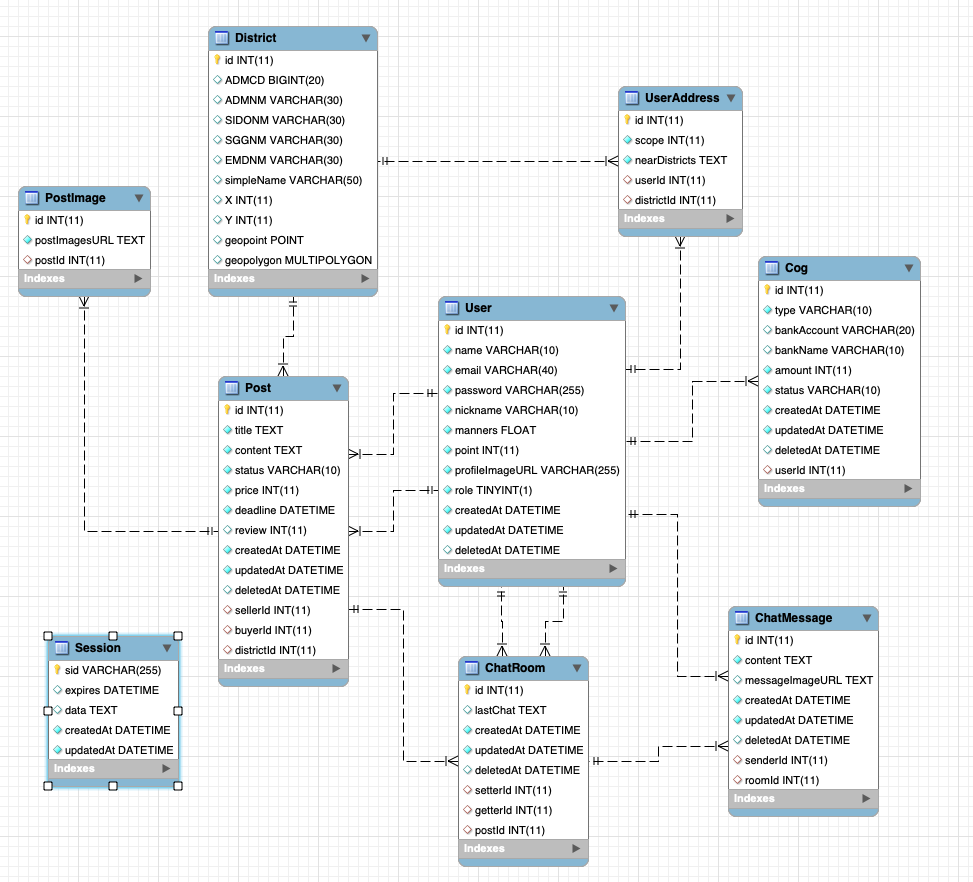 District
id INT(11)
ADMCD BIGINT(20)
ADMNM VARCHAR(30)
SIDONM VARCHAR(30)
SGGNM VARCHAR(30)
EMDNM VARCHAR(30)
simpleName VARCHAR(50)
X INT(11)
Y INT(11)
geopoint POINT
geopolygon MULTIPOLYGON
Indexes
UserAddress
id INT(11)
scope INT(11)
nearDistricts TEXT
userId INT(11)
districtId INT(11)
Indexes
PostImage
id INT(11)
postImagesURL TEXT
postId INT(11)
Indexes
Cog
id INT(11)
type VARCHAR(10)
bankAccount VARCHAR(20)
bankName VARCHAR(10)
amount INT(11)
status VARCHAR(10)
createdAt DATETIME
updatedAt DATETIME
deletedAt DATETIME
userId INT(11)
Indexes
User
id INT(11)
name VARCHAR(10)
email VARCHAR(40)
password VARCHAR(255)
nickname VARCHAR(10)
manners FLOAT
point INT(11)
profileImageURL VARCHAR(255)
role TINYINT(1)
createdAt DATETIME
updatedAt DATETIME
deletedAt DATETIME
Indexes
Post
id INT(11)
title TEXT
content TEXT
status VARCHAR(10)
price INT(11)
deadline DATETIME
review INT(11)
createdAt DATETIME
updatedAt DATETIME
deletedAt DATETIME
sellerId INT(11)
buyerId INT(11)
districtId INT(11)
Indexes
Session
sid VARCHAR(255)
expires DATETIME
data TEXT
createdAt DATETIME
updatedAt DATETIME
Indexes
ChatRoom
id INT(11)
lastChat TEXT
createdAt DATETIME
updatedAt DATETIME
deletedAt DATETIME
setterId INT(11)
getterId INT(11)
postId INT(11)
Indexes
ChatMessage
id INT(11)
content TEXT
messageImageURL TEXT
createdAt DATETIME
updatedAt DATETIME
deletedAt DATETIME
senderId INT(11)
roomId INT(11)
Indexes